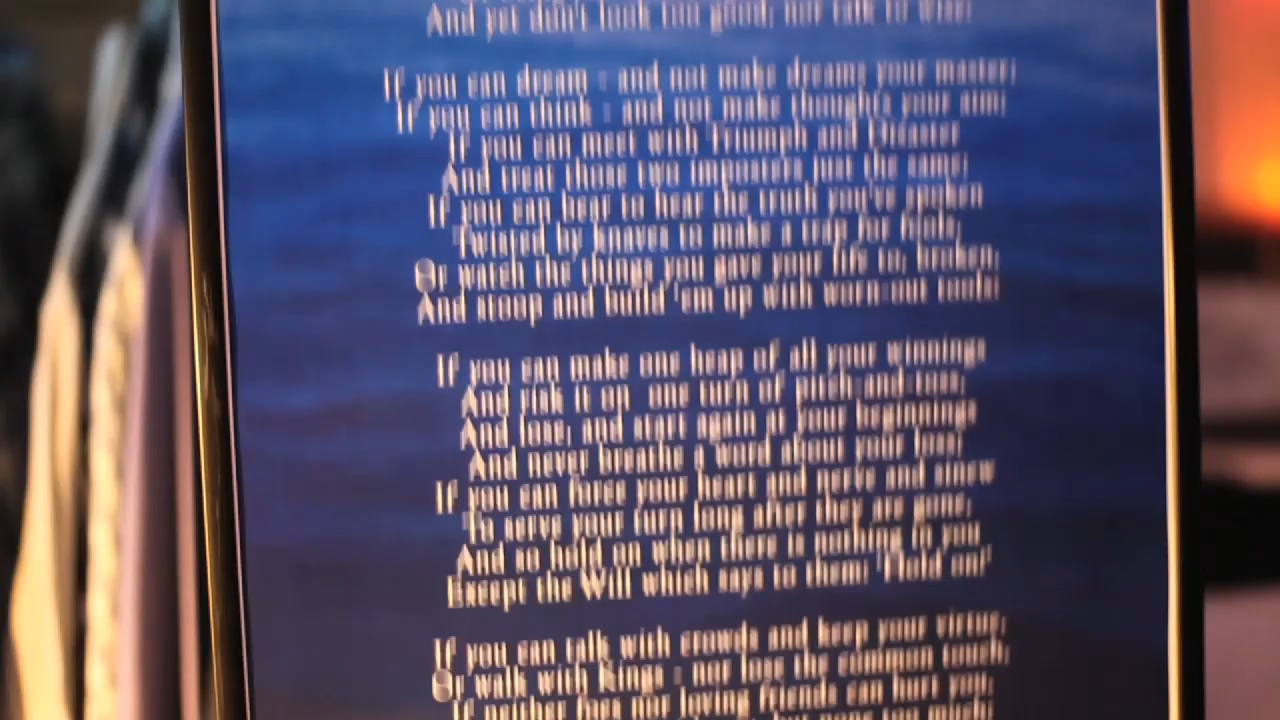 And yet don't look too good, nor talk to wise:
If you can dream - and not make dreams your master;
If you can think - and not make thoughts your aim;
If you can meet with Triumph and Disaster
And treat those two imposters just the same;
If you can bear to hear the truth you've spoken
Twisted by knaves to make a trap for fools,
Or watch the things you gave your life to, broken,
And stoop and build 'em up with worn-out tools:
If you can make one heap of all your winnings
And risk it on one turn of pitch-and-toss,
And lose, and start again at your beginnings
And never breathe a word about your loss;
If you can force your heart and nerve and sinew
To serve your turn long after they are gone,
And so hold on when there is nothing in you
Except the Will which says to them: 'Hold on!'
If you can talk with crowds and keep your virtue,
Or walk with Kings - nor lose the common touch,
If neither foes nor loving friends can hurt you,